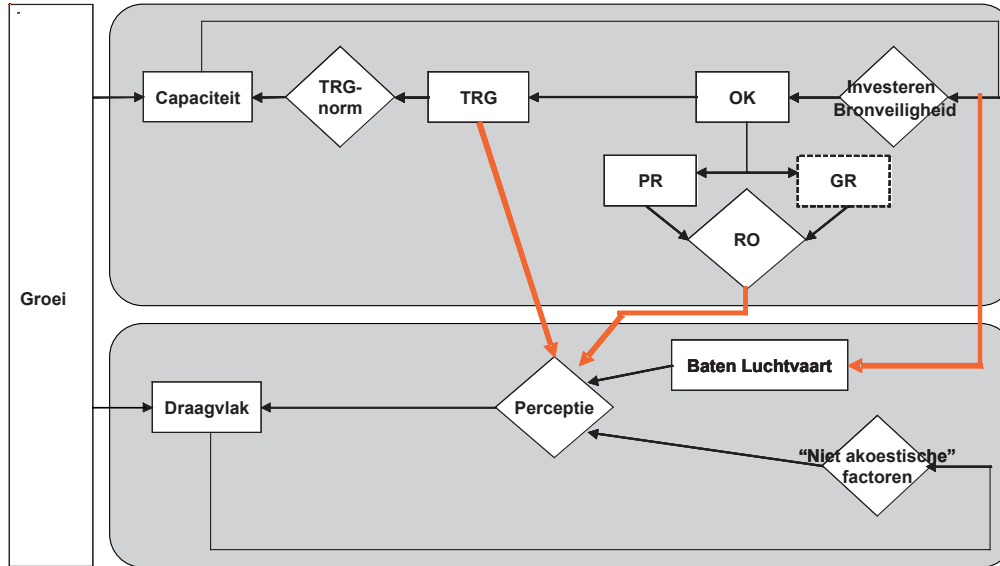 Groei
Capaciteit
TRG-
norm
TRG
OK
Investeren
Bronveiligheid
PR
GR
RO
Baten Luchtvaart
Draagvlak
Perceptie
“Niet akoestische”
factoren